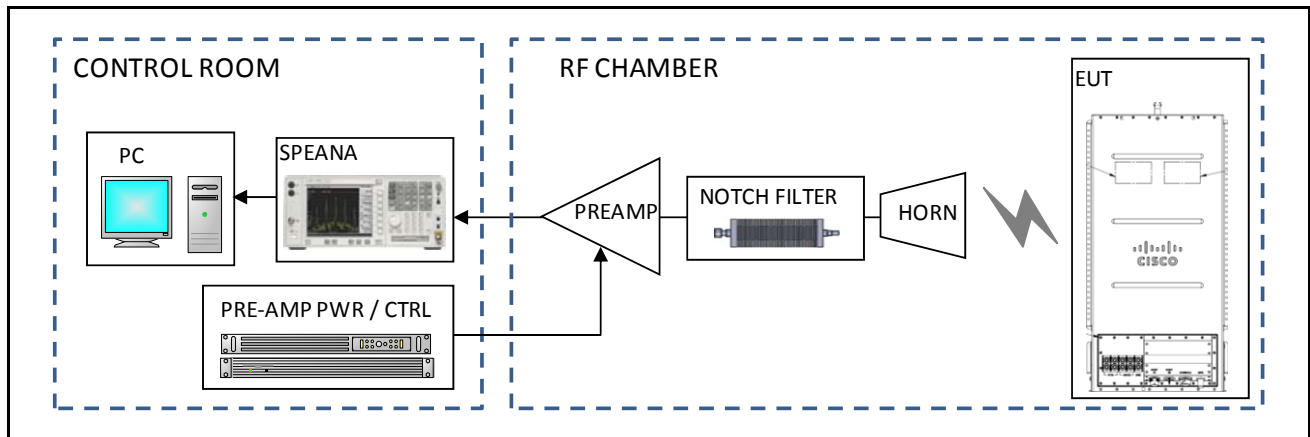 CONTROL ROOM
PC
SPEANA
PRE-AMP PWR / CTRL
RF CHAMBER
PREAMP
NOTCH FILTER
HORN
EUT
CISCO